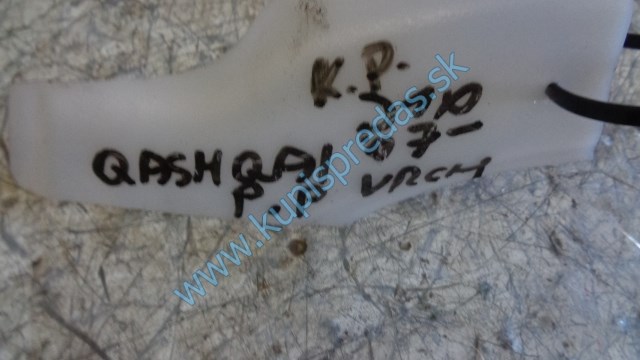 K.P.
QASHQAI 07-
VRCH
www.kupispredas.sk